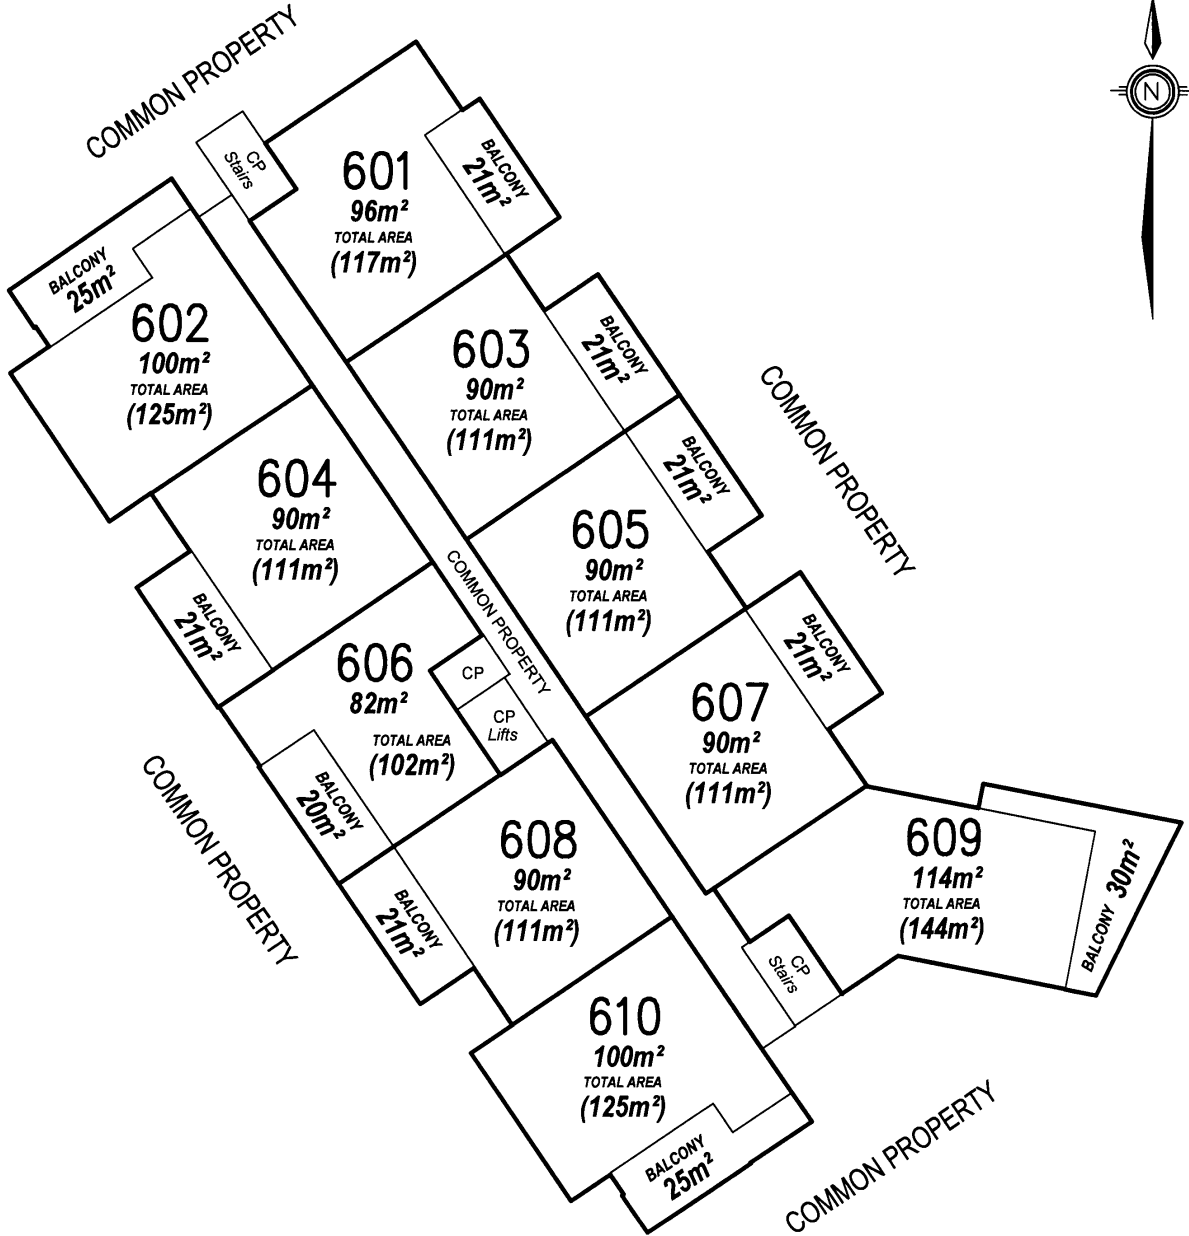 COMMON PROPERTY
N
CP
Stairs
601
96m²
TOTAL AREA
(117m²)
BALCONY
21m²
BALCONY
25m²
602
100m²
TOTAL AREA
(125m²)
603
90m²
TOTAL AREA
(111m²)
BALCONY
21m²
COMMON PROPERTY
604
90m²
TOTAL AREA
(111m²)
BALCONY
21m²
605
90m²
TOTAL AREA
(111m²)
BALCONY
21m²
COMMON PROPERTY
606
82m²
TOTAL AREA
(102m²)
BALCONY
20m²
CP
CP
Lifts
607
90m²
TOTAL AREA
(111m²)
BALCONY
21m²
COMMON PROPERTY
608
90m²
TOTAL AREA
(111m²)
BALCONY
21m²
609
114m²
TOTAL AREA
(144m²)
BALCONY 30m²
CP
Stairs
610
100m²
TOTAL AREA
(125m²)
BALCONY
25m²
COMMON PROPERTY